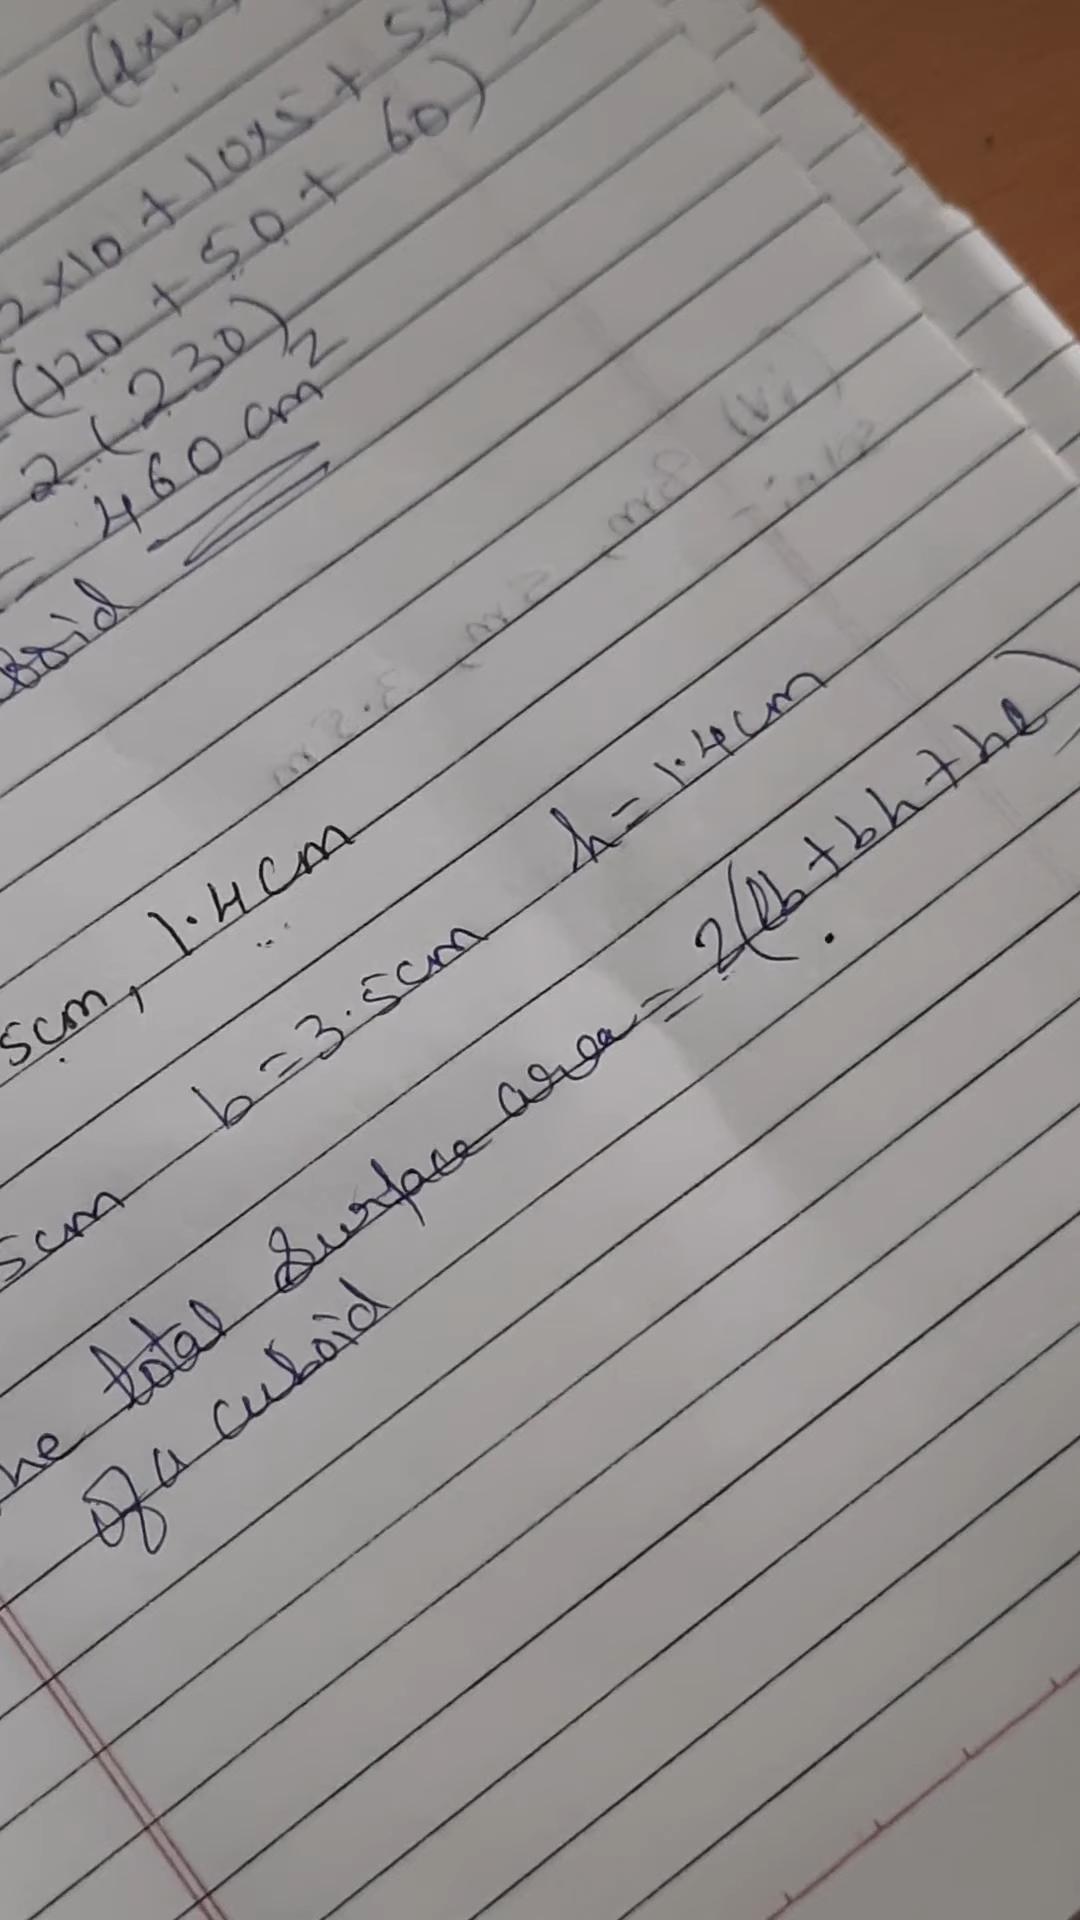 = 2(l×b+
2×10 + 10×5 + 5×
(120 + 50 + 60)
2(230)
= 460 cm²
boid
5cm, 1.4cm
5cm b=3.5cm h=1.4cm
he total surface area = 2(lb+bh+hl)
of a cuboid